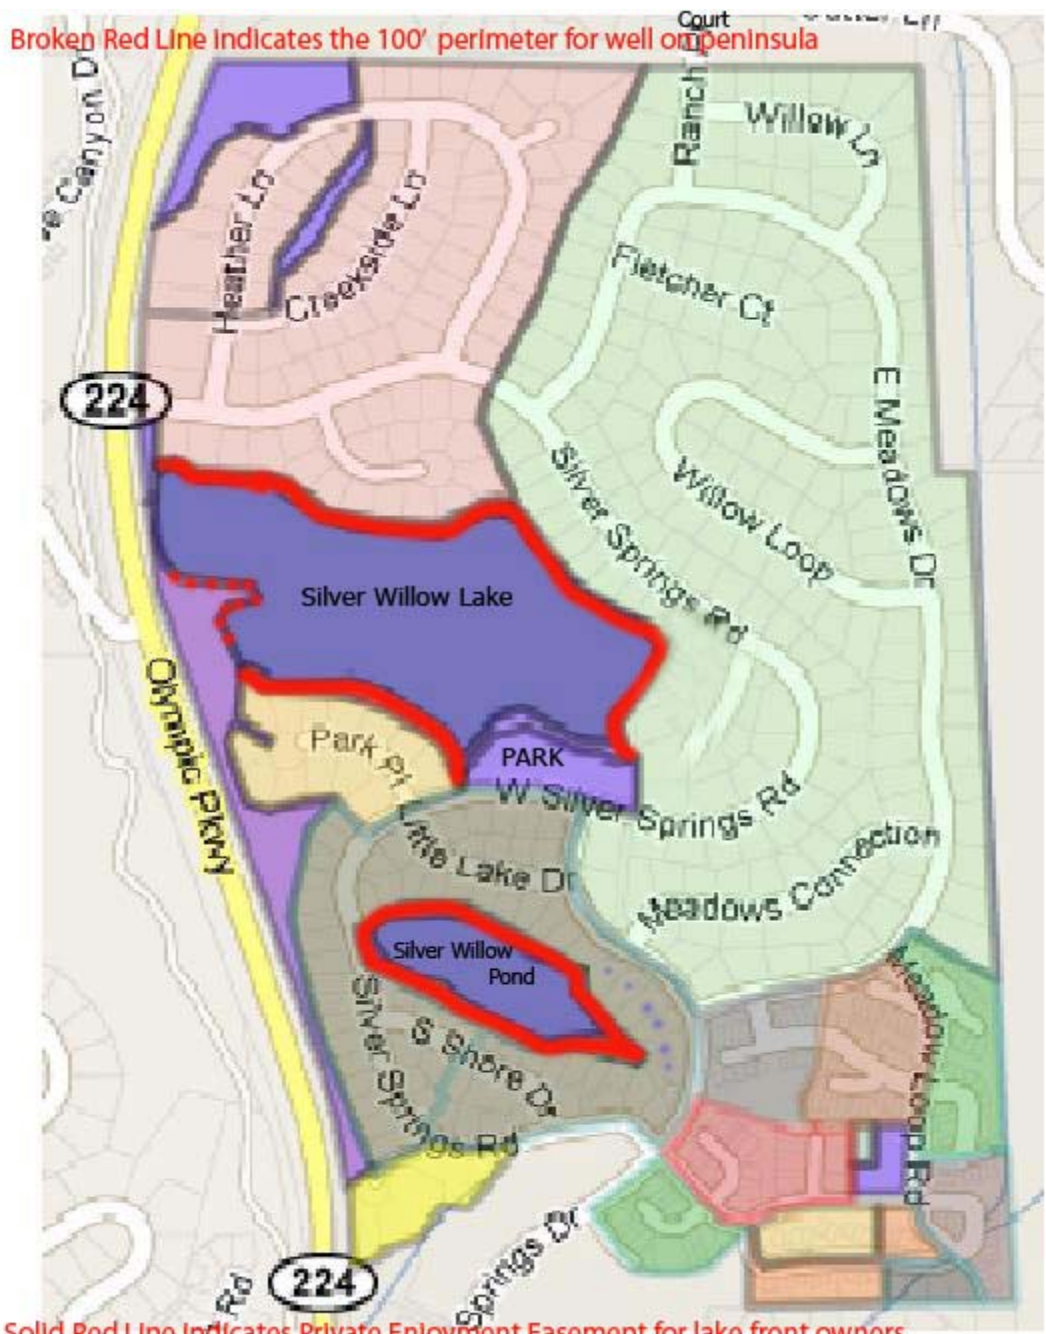 Court
Broken Red Line indicates the 100' perimeter for well on peninsula
Canyon
Ranch
Willow Ln
Heather Ln
Creekside Ln
Fletcher Ct
224
E Meadows Dr
Silver Springs Rd
Willow Loop
Silver Willow Lake
Olympic Pkwy
Park Pl
PARK
W Silver Springs Rd
Little Lake Dr
Meadows Connection
Silver Willow
Pond
Silver Springs Rd
S Shore Dr
Meadow Loop Rd
Springs Dr
Rd
224
Solid Red Line indicates Private Enjoyment Easement for lake front owners